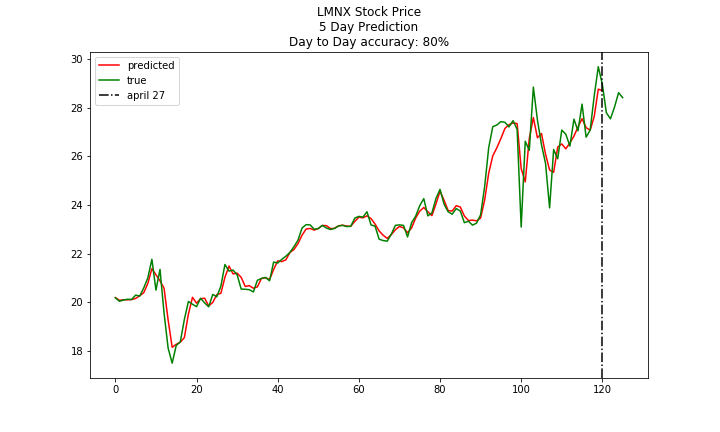 LMNX Stock Price
5 Day Prediction
Day to Day accuracy: 80%
predicted
true
april 27
30
28
26
24
22
20
18
0 20 40 60 80 100 120